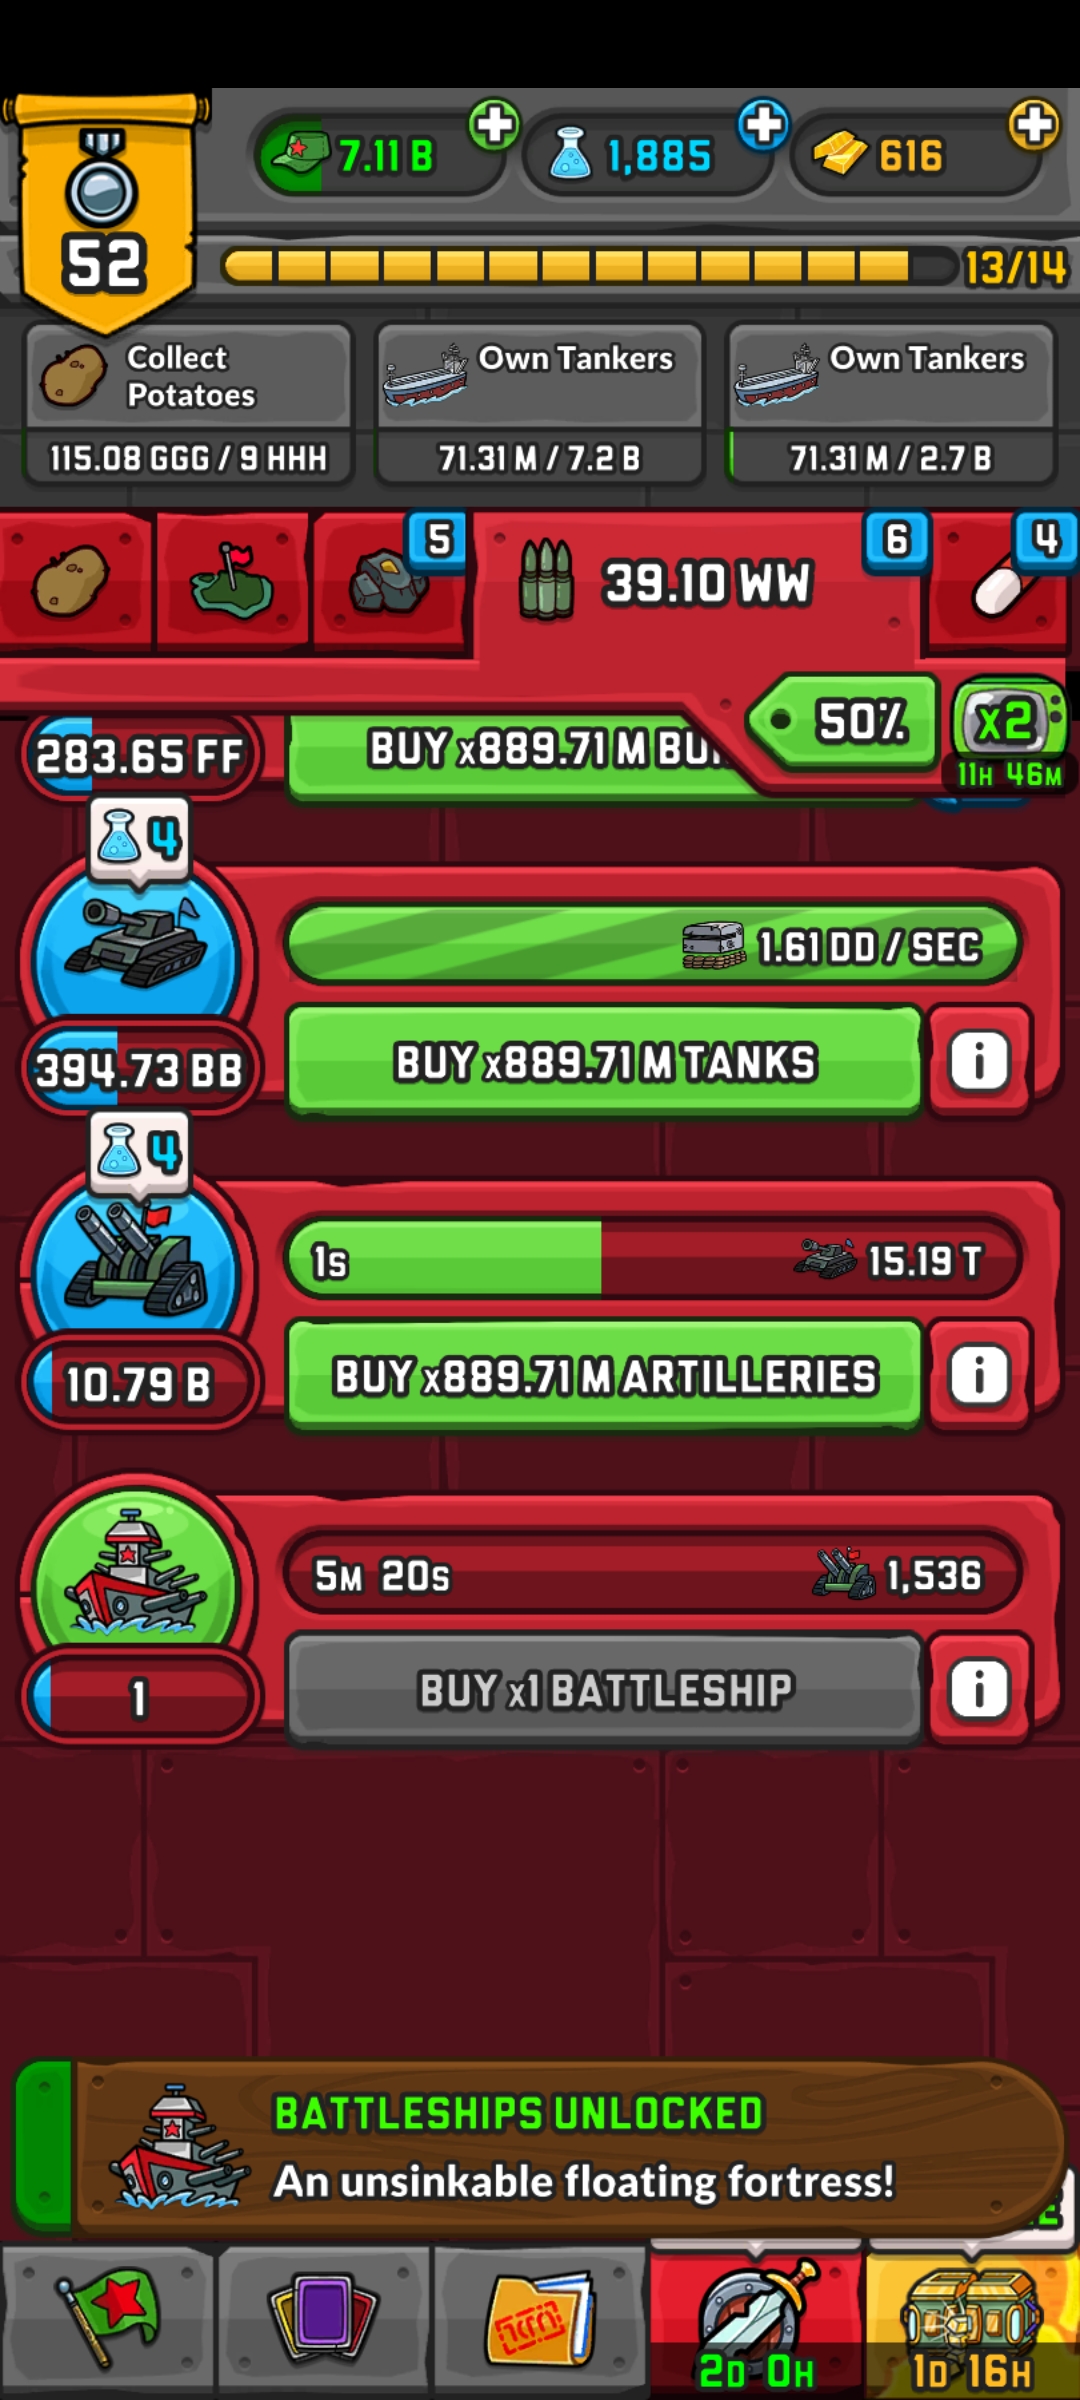 7.11 B
1,885
616
52
13/14
Collect
Potatoes
115.08 GGG / 9 HHH
Own Tankers
71.31 M / 7.2 B
Own Tankers
71.31 M / 2.7 B
5
39.10 WW
6
4
50%
x2
11H 46M
283.65 FF
BUY x889.71 M
4
1.61 DD / SEC
394.73 BB
BUY x889.71 M TANKS
i
4
1S
15.19 T
10.79 B
BUY x889.71 M ARTILLERIES
i
5M 20S
1,536
1
BUY x1 BATTLESHIP
i
BATTLESHIPS UNLOCKED
An unsinkable floating fortress!
2D 0H
1D 16H